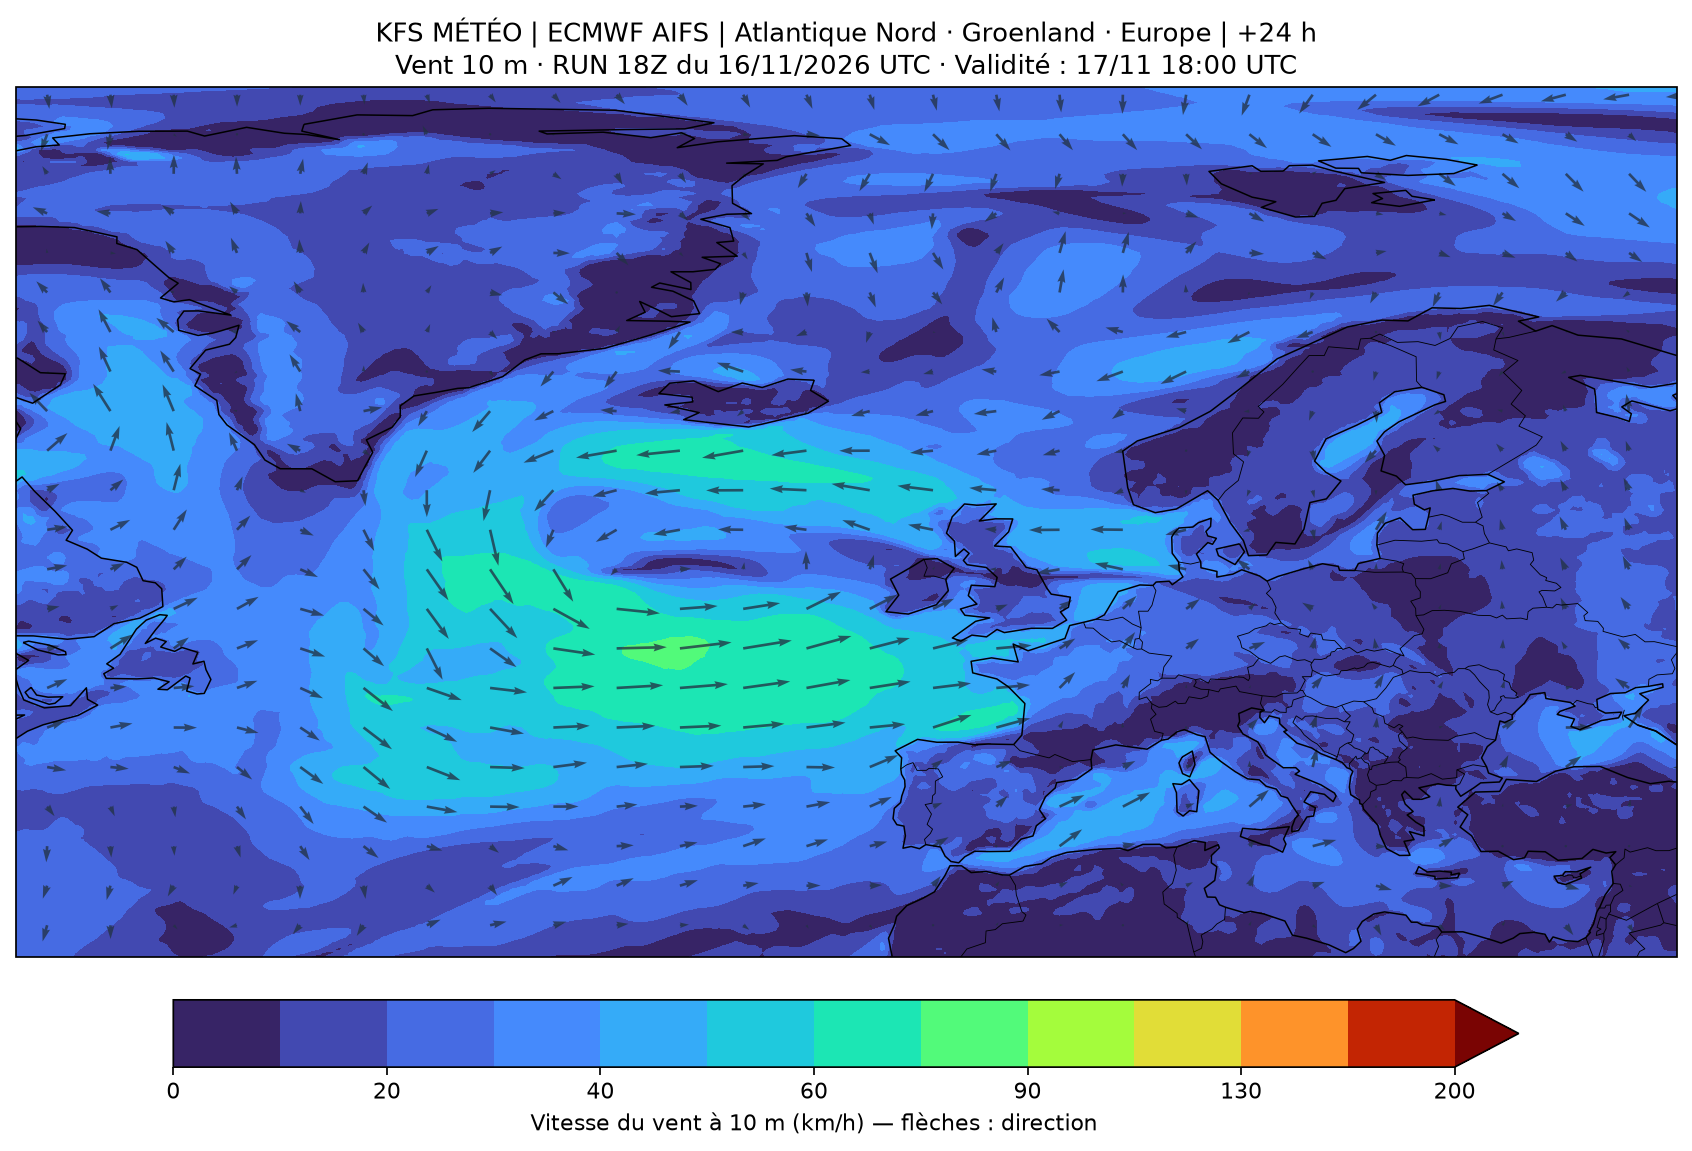 KFS MÉTÉO | ECMWF AIFS | Atlantique Nord · Groenland · Europe | +24 h
Vent 10 m · RUN 18Z du 16/11/2026 UTC · Validité : 17/11 18:00 UTC
0 20 40 60 90 130 200
Vitesse du vent à 10 m (km/h) — flèches : direction